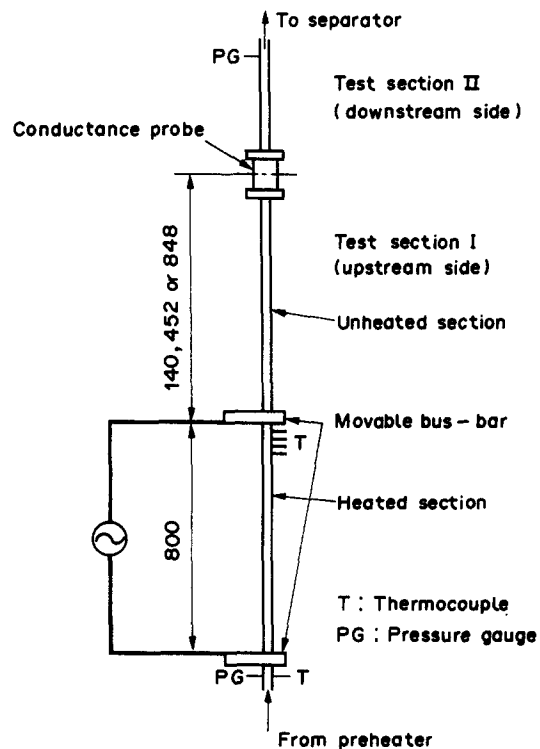 To separator
PG
Test section II
(downstream side)
Conductance probe
Test section I
(upstream side)
140, 452 or 848
Unheated section
Movable bus-bar
T
Heated section
800
T : Thermocouple
PG : Pressure gauge
PG
T
From preheater